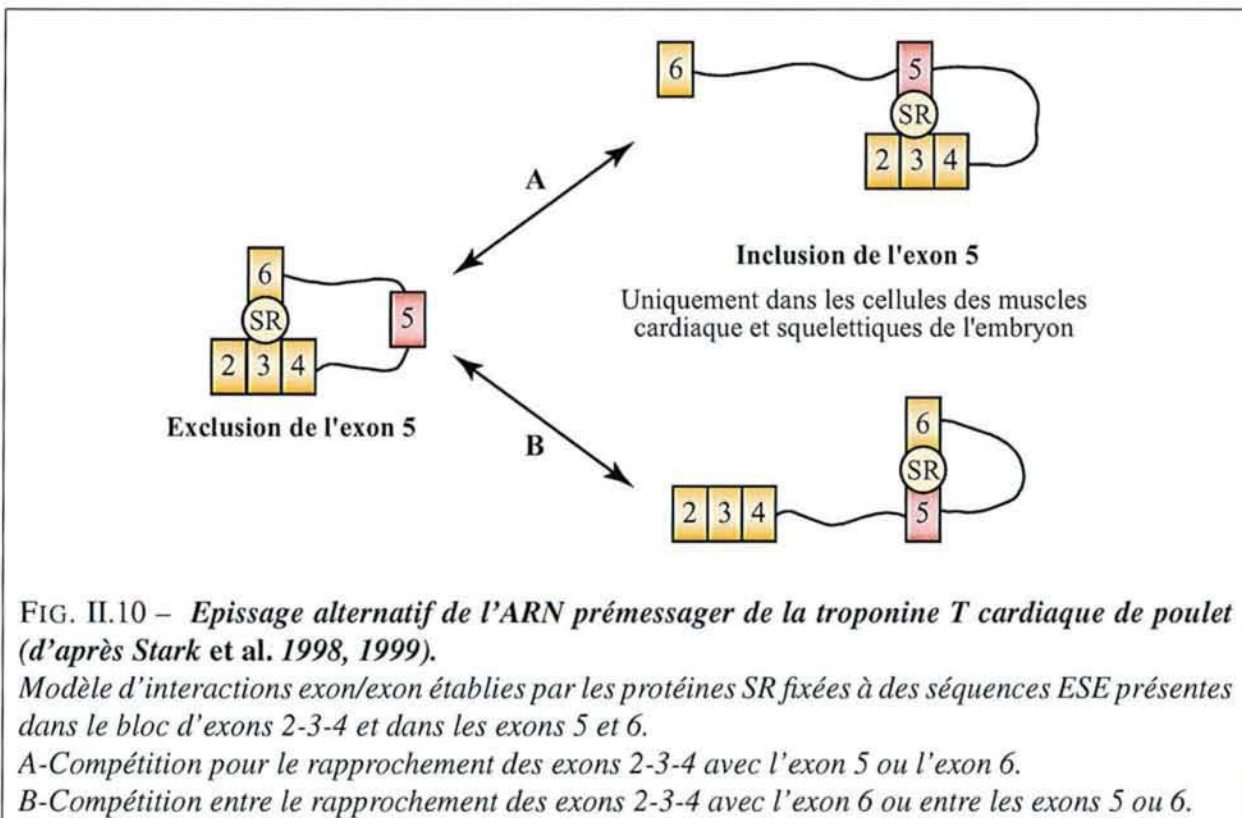 6
5
SR
2 3 4
A
Inclusion de l'exon 5
Uniquement dans les cellules des muscles
cardiaque et squelettiques de l'embryon
6
SR
5
2 3 4
Exclusion de l'exon 5
B
6
SR
2 3 4
5
FIG. II.10 – Epissage alternatif de l'ARN prémessager de la troponine T cardiaque de poulet
(d'après Stark et al. 1998, 1999).
Modèle d'interactions exon/exon établies par les protéines SR fixées à des séquences ESE présentes
dans le bloc d'exons 2-3-4 et dans les exons 5 et 6.
A-Compétition pour le rapprochement des exons 2-3-4 avec l'exon 5 ou l'exon 6.
B-Compétition entre le rapprochement des exons 2-3-4 avec l'exon 6 ou entre les exons 5 ou 6.